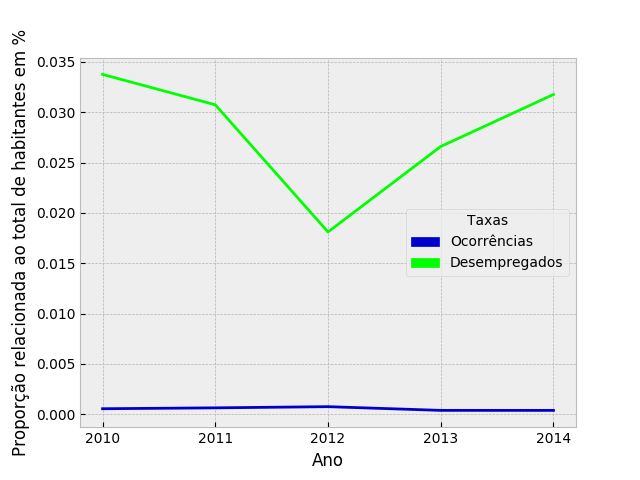 Proporção relacionada ao total de habitantes em %
0.035
0.030
0.025
0.020
0.015
0.010
0.005
0.000
Taxas
Ocorrências
Desempregados
2010 2011 2012 2013 2014
Ano